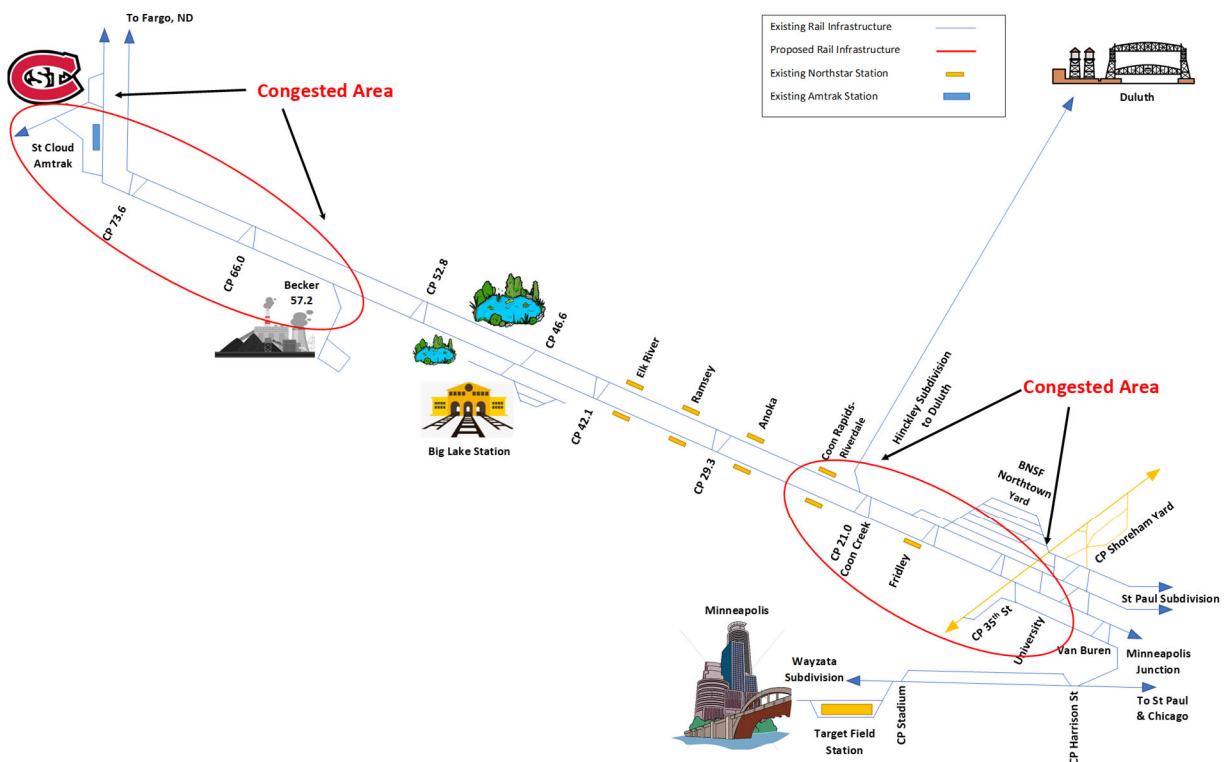 To Fargo, ND
C
ST
Congested Area
St Cloud
Amtrak
CP 73.6
CP 66.0
Becker
57.2
CP 52.8
CP 46.6
Big Lake Station
CP 42.1
Elk River
Ramsey
CP 29.3
Anoka
Existing Rail Infrastructure
Proposed Rail Infrastructure
Existing Northstar Station
Existing Amtrak Station
Duluth
Congested Area
Hinckley Subdivision
to Duluth
Coon Rapids-
Riverdale
BNSF
Northtown
Yard
CP Shoreham Yard
CP 21.0
Coon Creek
Fridley
St Paul Subdivision
CP 35th St
University
Van Buren
Minneapolis
Junction
Minneapolis
Wayzata
Subdivision
Target Field
Station
CP Stadium
CP Harrison St
To St Paul
& Chicago